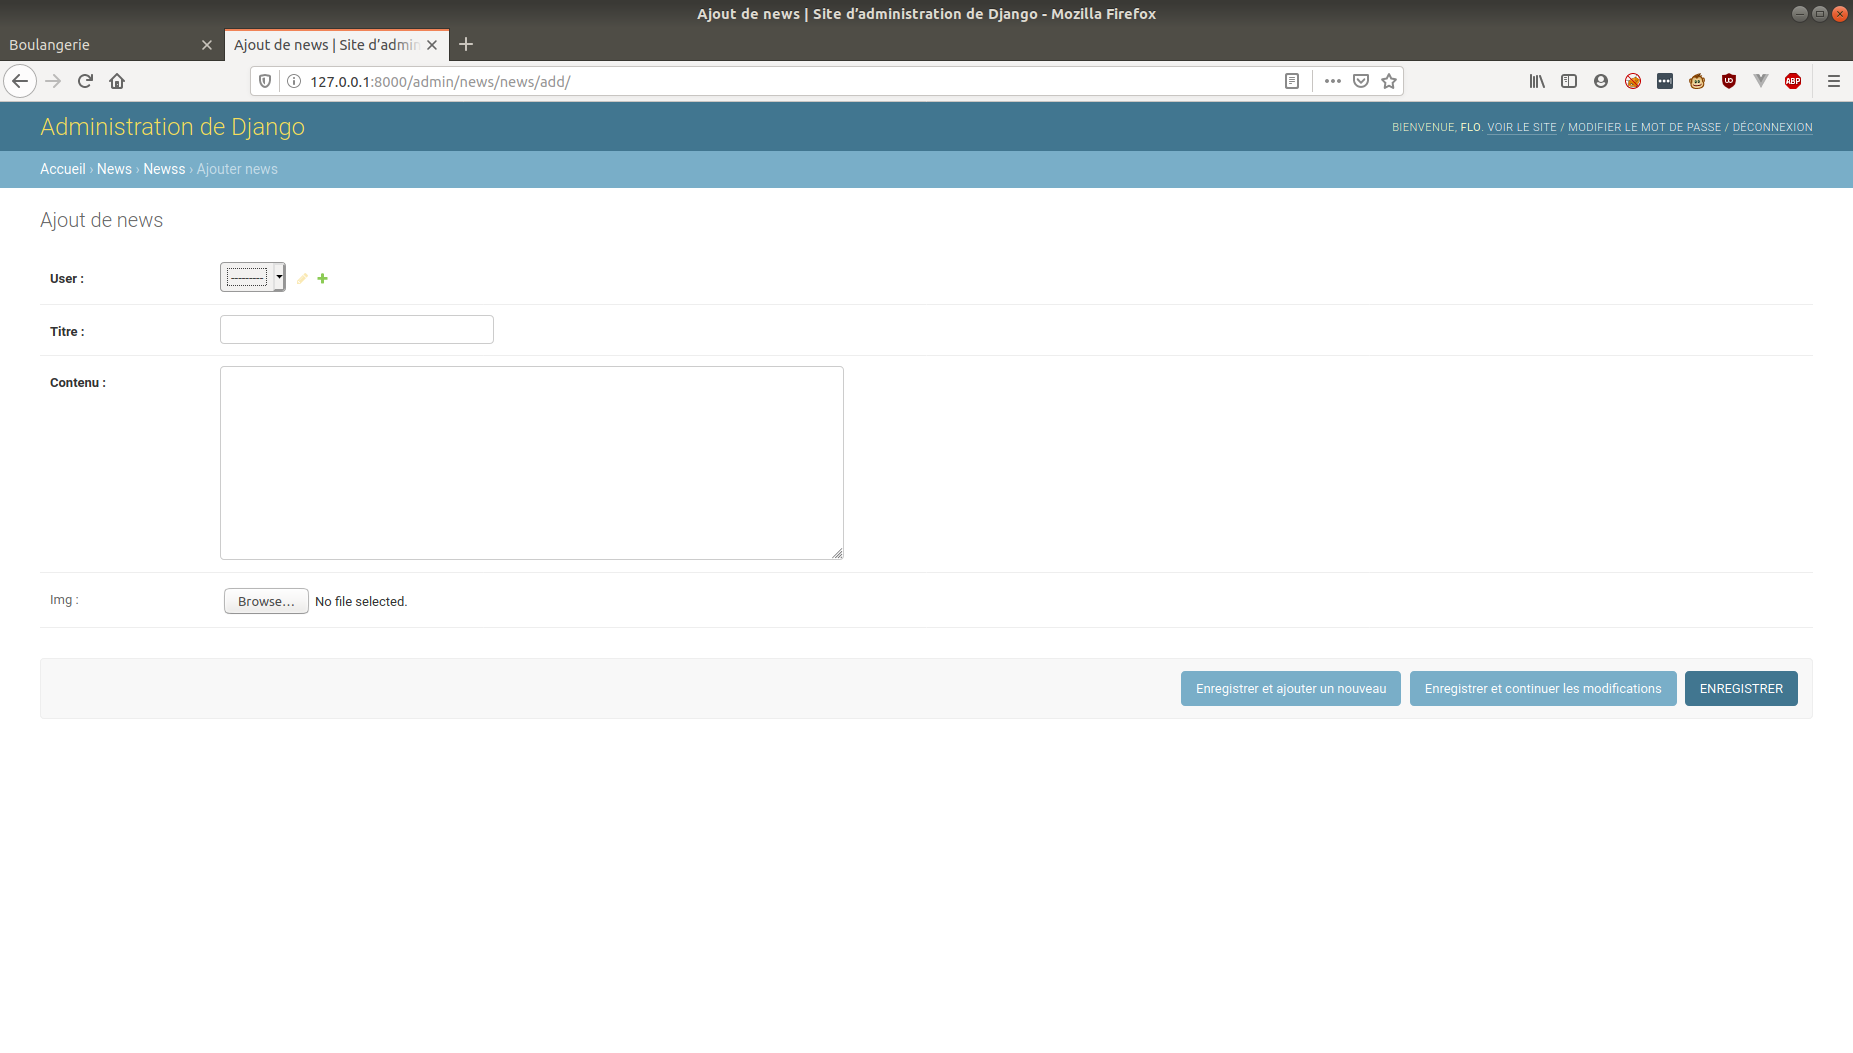 Ajout de news | Site d'administration de Django - Mozilla Firefox
Boulangerie
Ajout de news | Site d'admin
127.0.0.1:8000/admin/news/news/add/
UD
ABP
Administration de Django
BIENVENUE, FLO. VOIR LE SITE / MODIFIER LE MOT DE PASSE / DÉCONNEXION
Accueil › News › Newss › Ajouter news
Ajout de news
User :
---------
Titre :
Contenu :
Img :
Browse...
No file selected.
Enregistrer et ajouter un nouveau
Enregistrer et continuer les modifications
ENREGISTRER